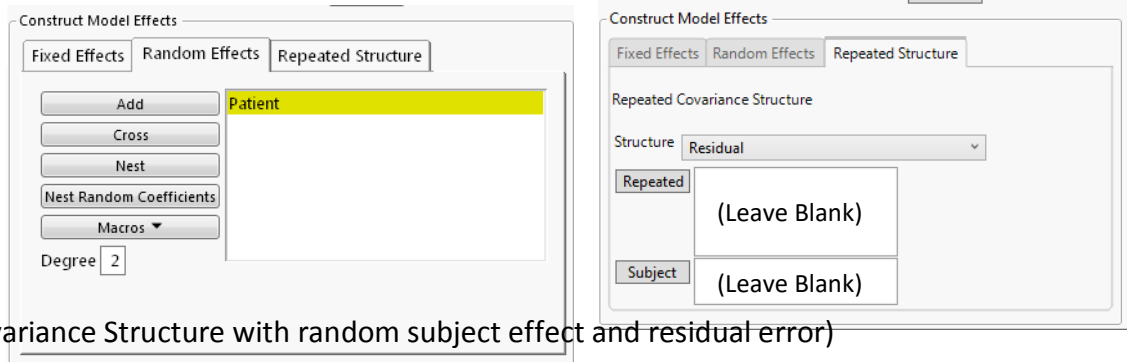 Construct Model Effects
Fixed Effects Random Effects Repeated Structure
Add Patient
Cross
Nest
Nest Random Coefficients
Macros
Degree 2
Construct Model Effects
Fixed Effects Random Effects Repeated Structure
Repeated Covariance Structure
Structure Residual
Repeated (Leave Blank)
Subject (Leave Blank)
Structure with random subject effect and residual error)